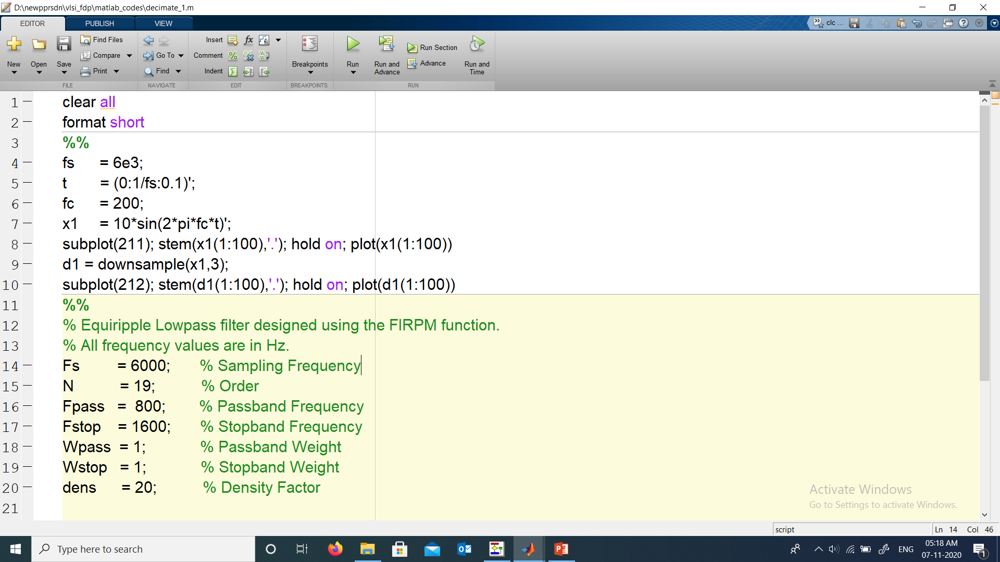 D:\newpprsdn\vlsi_fdp\matlab_codes\decimate_1.m
EDITOR PUBLISH VIEW
clc ...
New
Open
Save
Find Files
Compare
Print
FILE
Go To
Find
NAVIGATE
Insert
fx
Comment
Indent
EDIT
Breakpoints
BREAKPOINTS
Run
Run and
Advance
Run Section
Advance
Run and
Time
RUN
1 clear all
2 format short
3 %%
4 fs = 6e3;
5 t = (0:1/fs:0.1)';
6 fc = 200;
7 x1 = 10*sin(2*pi*fc*t)';
8 subplot(211); stem(x1(1:100),'.'); hold on; plot(x1(1:100))
9 d1 = downsample(x1,3);
10 subplot(212); stem(d1(1:100),'.'); hold on; plot(d1(1:100))
11 %%
12 % Equiripple Lowpass filter designed using the FIRPM function.
13 % All frequency values are in Hz.
14 Fs = 6000; % Sampling Frequency
15 N = 19; % Order
16 Fpass = 800; % Passband Frequency
17 Fstop = 1600; % Stopband Frequency
18 Wpass = 1; % Passband Weight
19 Wstop = 1; % Stopband Weight
20 dens = 20; % Density Factor
21
Activate Windows
Go to Settings to activate Windows.
script
Ln 14 Col 46
Type here to search
ENG
05:18 AM
07-11-2020
1